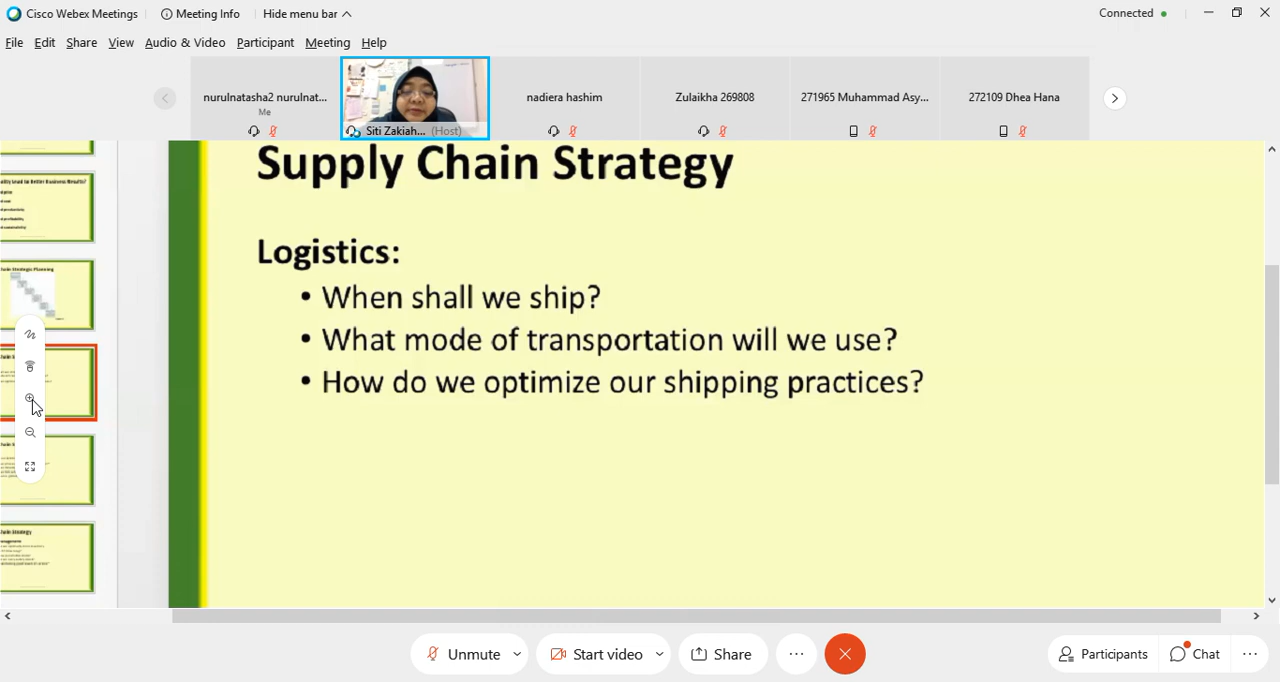 Cisco Webex Meetings
Meeting Info
Hide menu bar
Connected
File Edit Share View Audio & Video Participant Meeting Help
nurulnatasha2 nurulnat...
Me
Siti Zakiah... (Host)
nadiera hashim
Zulaikha 269808
271965 Muhammad Asy...
272109 Dhea Hana
Supply Chain Strategy
Logistics:
• When shall we ship?
• What mode of transportation will we use?
• How do we optimize our shipping practices?
Unmute
Start video
Share
Participants
Chat